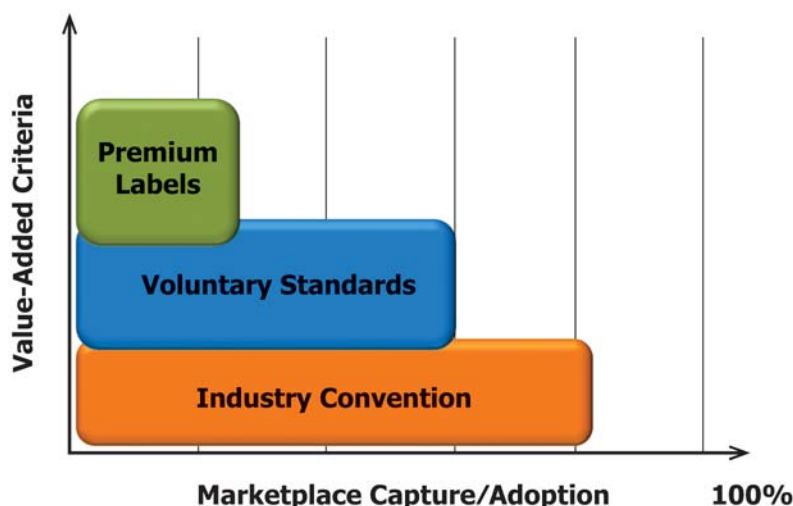 Value-Added Criteria
Premium
Labels
Voluntary Standards
Industry Convention
Marketplace Capture/Adoption 100%